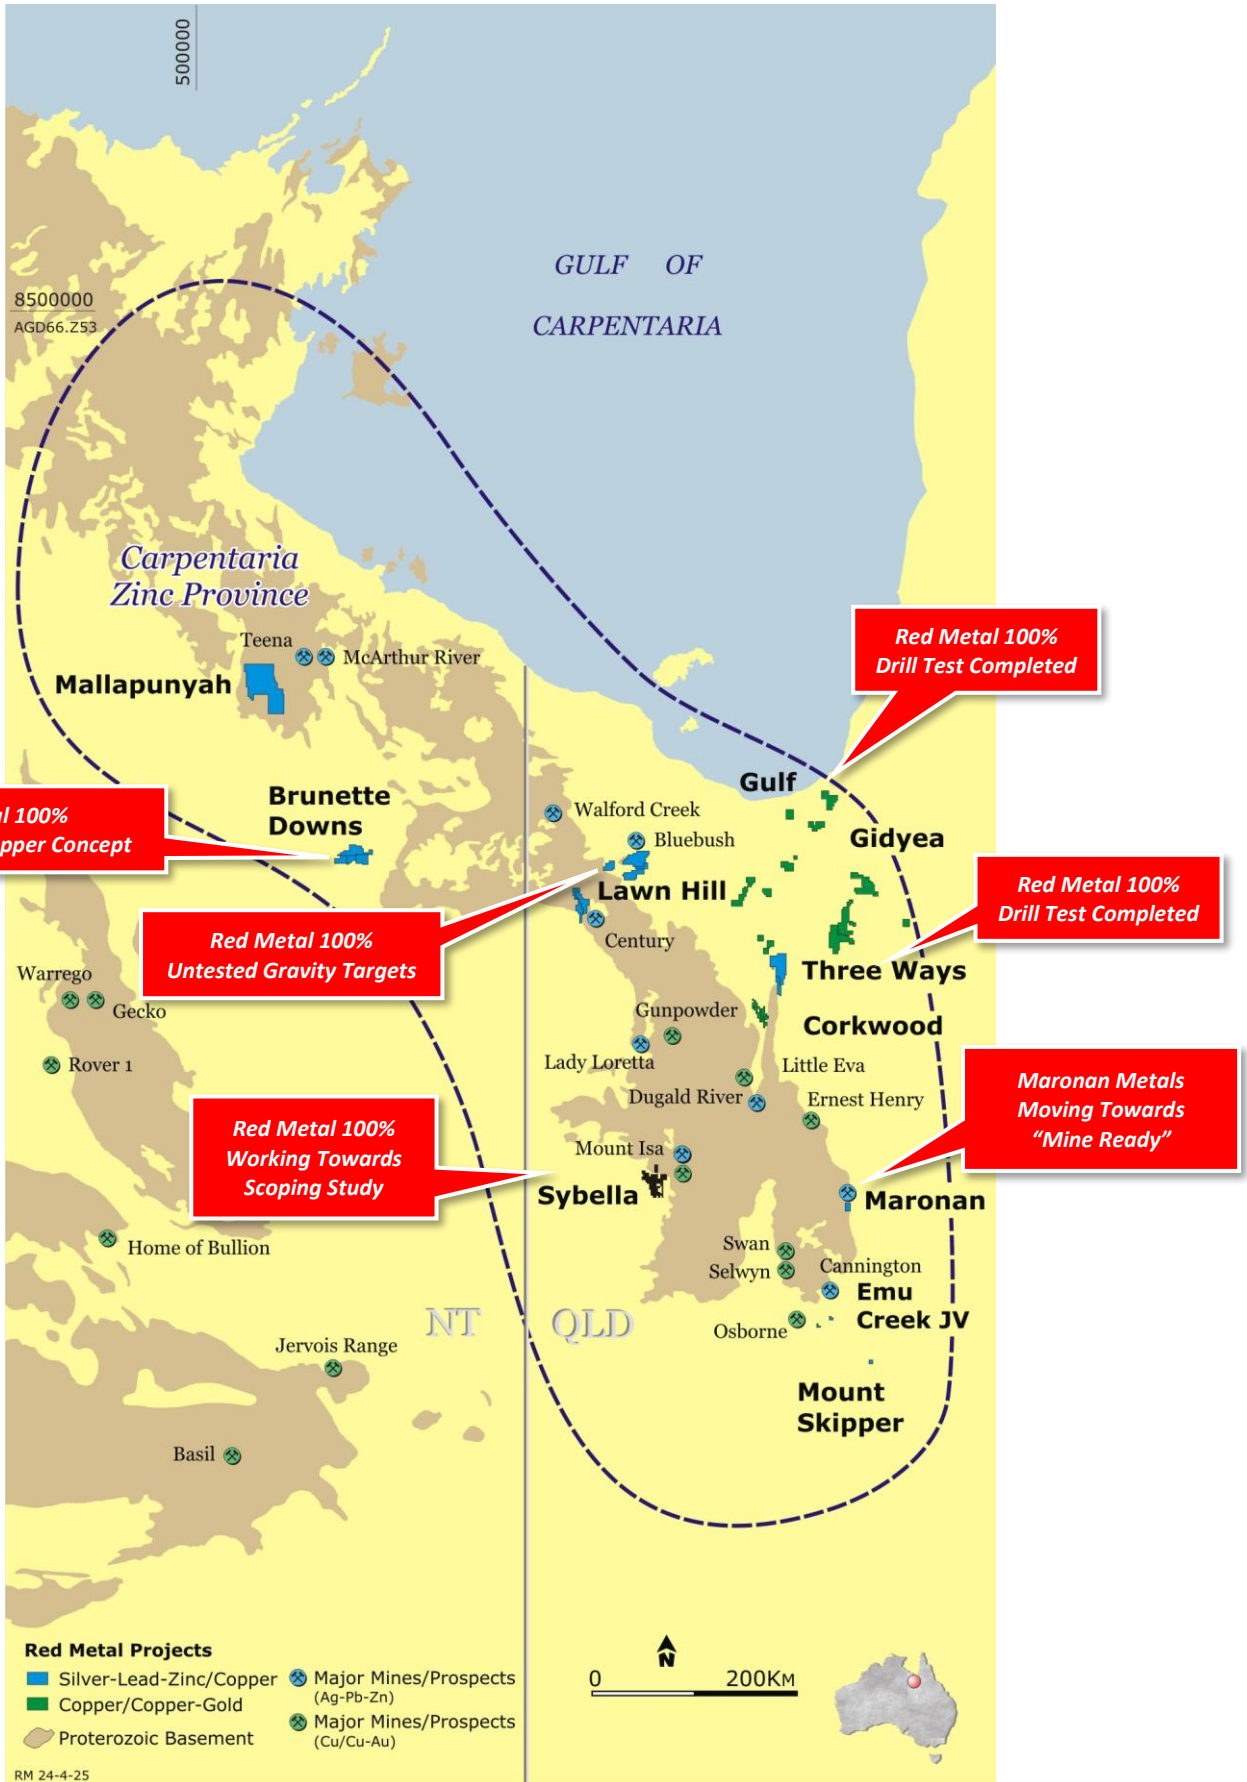 500000
GULF OF
CARPENTARIA
8500000
AGD66.Z53
Carpentaria
Zinc Province
Teena
McArthur River
Mallapunyah
Red Metal 100%
Drill Test Completed
Gulf
Brunette
Downs
Walford Creek
Bluebush
Gidyea
100%
Concept
Lawn Hill
Century
Red Metal 100%
Drill Test Completed
Red Metal 100%
Untested Gravity Targets
Three Ways
Warrego
Gecko
Gunpowder
Corkwood
Rover 1
Lady Loretta
Little Eva
Dugald River
Ernest Henry
Maronan Metals
Moving Towards
“Mine Ready”
Red Metal 100%
Working Towards
Scoping Study
Mount Isa
Sybella
Maronan
Home of Bullion
Swan
Selwyn
Cannington
Emu
Creek JV
Osborne
NT
QLD
Jervois Range
Mount
Skipper
Basil
Red Metal Projects
Silver-Lead-Zinc/Copper
Copper/Copper-Gold
Proterozoic Basement
Major Mines/Prospects
(Ag-Pb-Zn)
Major Mines/Prospects
(Cu/Cu-Au)
N
0 200KM
RM 24-4-25